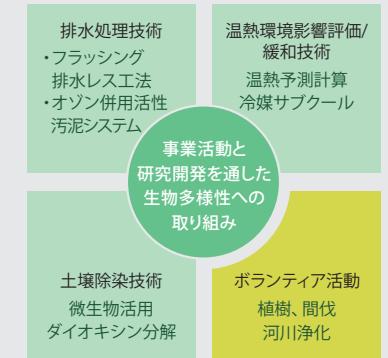 排水処理技術
・フラッシング
排水レス工法
・オゾン併用活性
汚泥システム
温熱環境影響評価/
緩和技術
温熱予測計算
冷媒サブクール
事業活動と
研究開発を通した
生物多様性への
取り組み
土壌除染技術
微生物活用
ダイオキシン分解
ボランティア活動
植樹、間伐
河川浄化